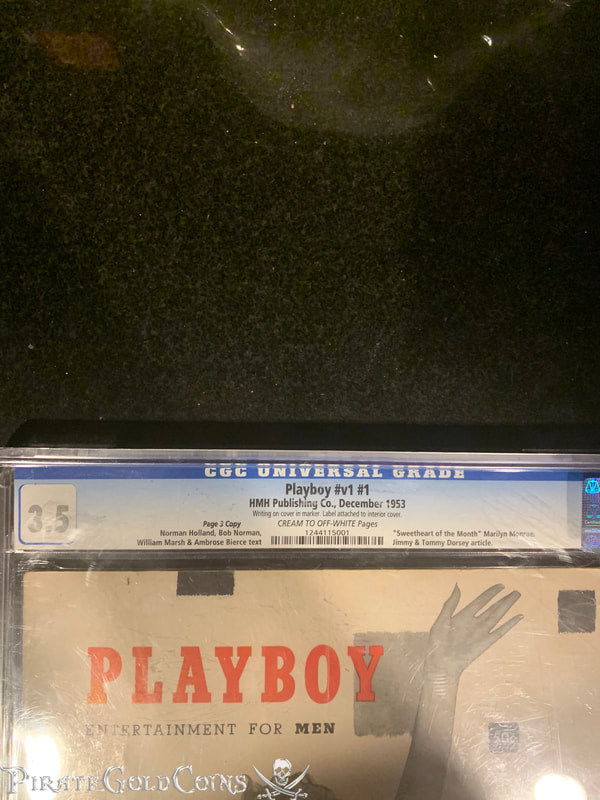 CGC UNIVERSAL GRADE
3.5
Playboy #v1 #1
HMH Publishing Co., December 1953
Writing on cover in marker. Label attached to interior cover.
Page 3 Copy
CREAM TO OFF-WHITE Pages
Norman Holland, Bob Norman,
William Marsh & Ambrose Bierce text
1244115001
"Sweetheart of the Month" Marilyn Monroe
Jimmy & Tommy Dorsey article.
PLAYBOY
ENTERTAINMENT FOR MEN
50c
PIRATEGOLDCOINS